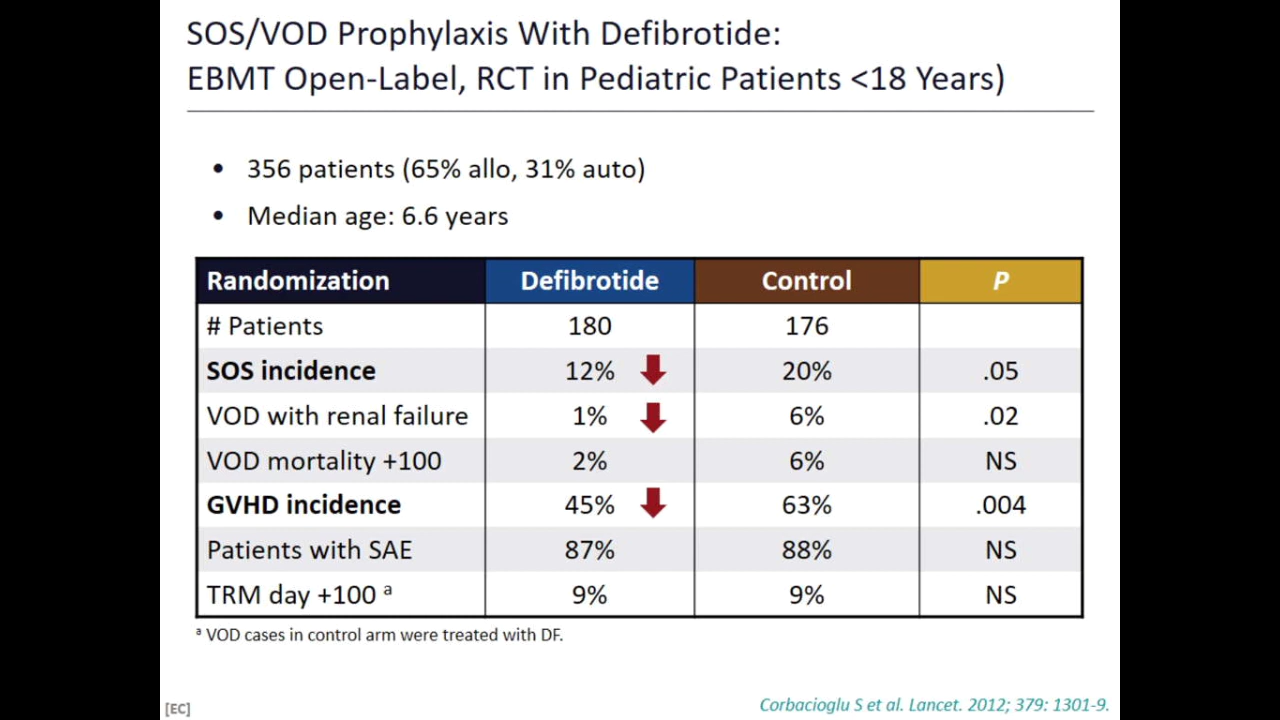 SOS/VOD Prophylaxis With Defibrotide:
EBMT Open-Label, RCT in Pediatric Patients <18 Years)
• 356 patients (65% allo, 31% auto)
• Median age: 6.6 years
Randomization Defibrotide Control P
# Patients 180 176
SOS incidence 12% 20% .05
VOD with renal failure 1% 6% .02
VOD mortality +100 2% 6% NS
GVHD incidence 45% 63% .004
Patients with SAE 87% 88% NS
TRM day +100 a 9% 9% NS
a VOD cases in control arm were treated with DF.
[EC]
Corbacioglu S et al. Lancet. 2012; 379: 1301-9.